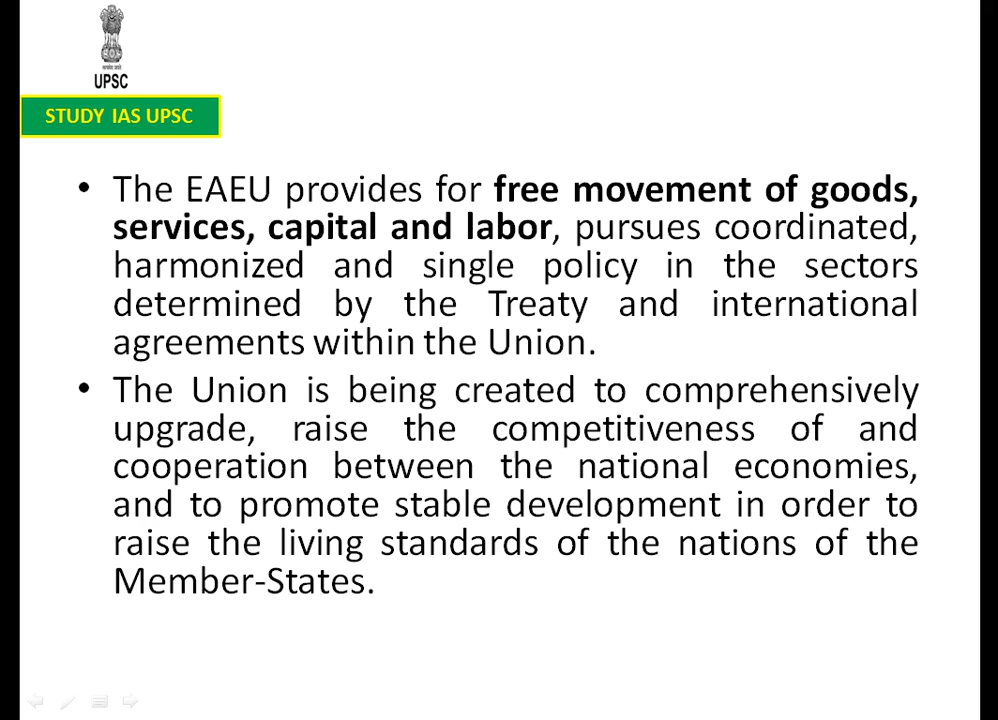 UPSC
STUDY IAS UPSC
• The EAEU provides for free movement of goods,
services, capital and labor, pursues coordinated,
harmonized and single policy in the sectors
determined by the Treaty and international
agreements within the Union.
• The Union is being created to comprehensively
upgrade, raise the competitiveness of and
cooperation between the national economies,
and to promote stable development in order to
raise the living standards of the nations of the
Member-States.